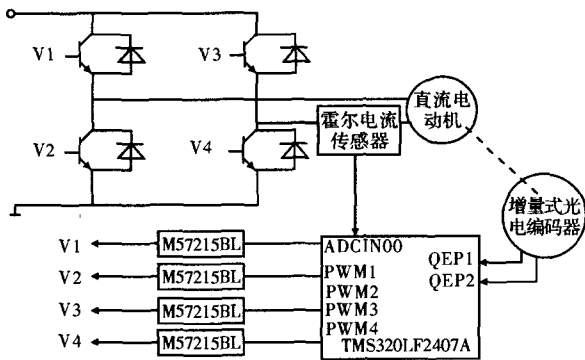 V1
V3
V2
V4
直流电
动机
霍尔电流
传感器
增量式光
电编码器
V1
M57215BL
ADCIN00
V2
M57215BL
PWM1
QEP1
QEP2
PWM2
V3
M57215BL
PWM3
PWM4
V4
M57215BL
TMS320LF2407A